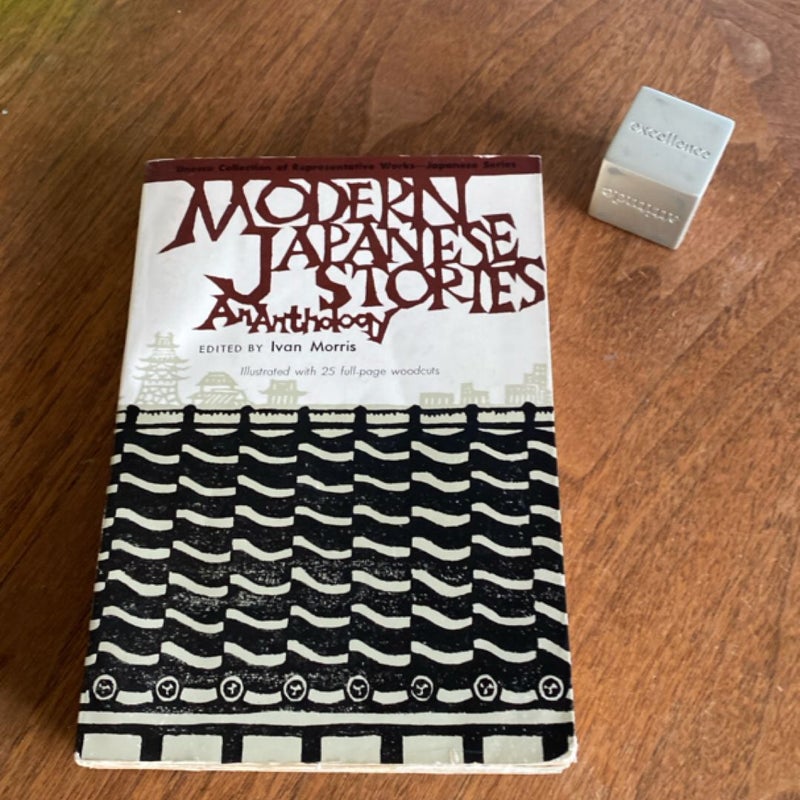 Unesco Collection of Representative Works—Japanese Series
MODERN
JAPANESE
STORIES
An Anthology
EDITED BY Ivan Morris
Illustrated with 25 full-page woodcuts
excellence